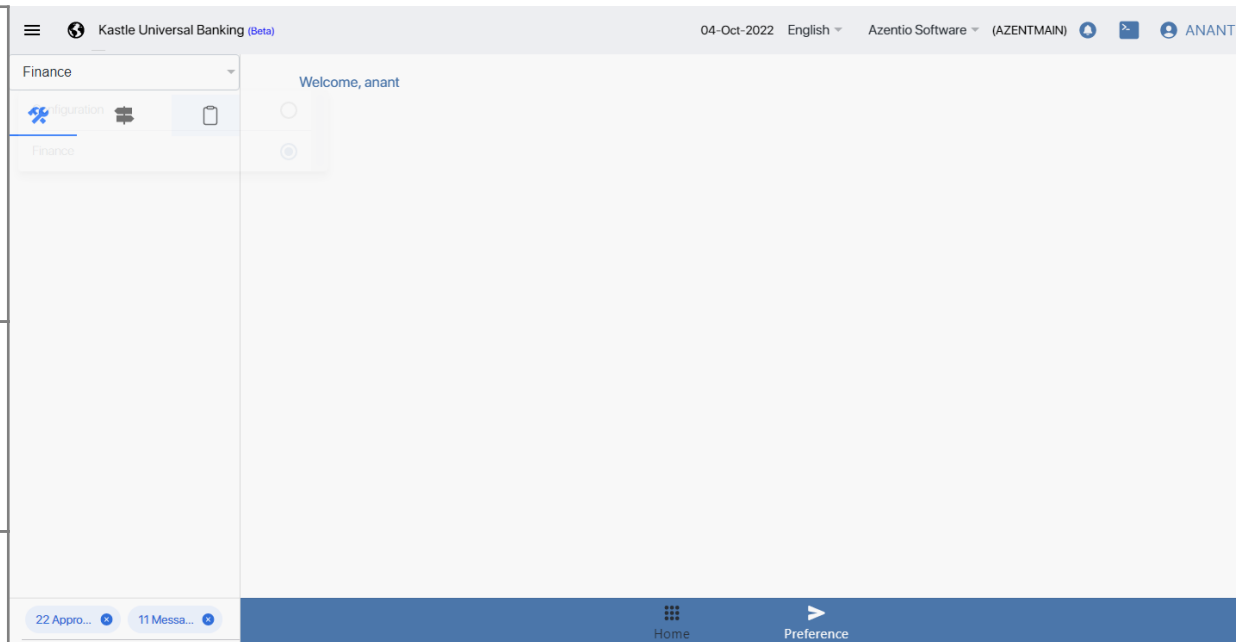 Kastle Universal Banking (Beta) 04-Oct-2022 English Azentio Software (AZENTMAIN) ANANT
Finance
Welcome, anant
Configuration
Finance
22 Appro... 11 Messa...
Home Preference